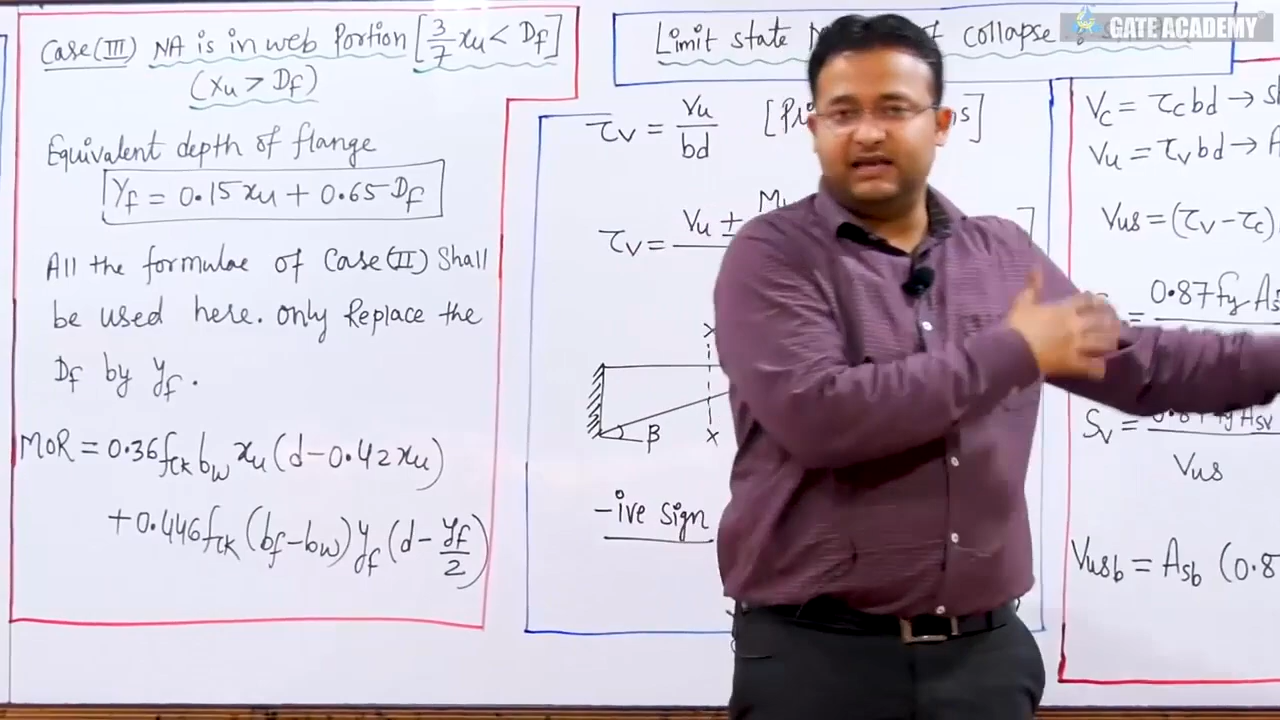 Case(III) NA is in web Portion [3/7 xu < Df]
(xu > Df)
Equivalent depth of flange
yf = 0.15 xu + 0.65 Df
All the formulae of Case(II) Shall
be used here. only Replace the
Df by yf.
MOR = 0.36 fck bw xu (d - 0.42 xu)
+ 0.446 fck (bf - bw) yf (d - yf/2)
Limit state collapse
τv = Vu/bd
τv = Vu ±
x
β
x
-ive sign
Vc = τc bd →
Vu = τv bd →
Vus = (τv - τc)
= 0.87 fy
Sv =
Vus
Vusb = Asb (0.8
GATE ACADEMY